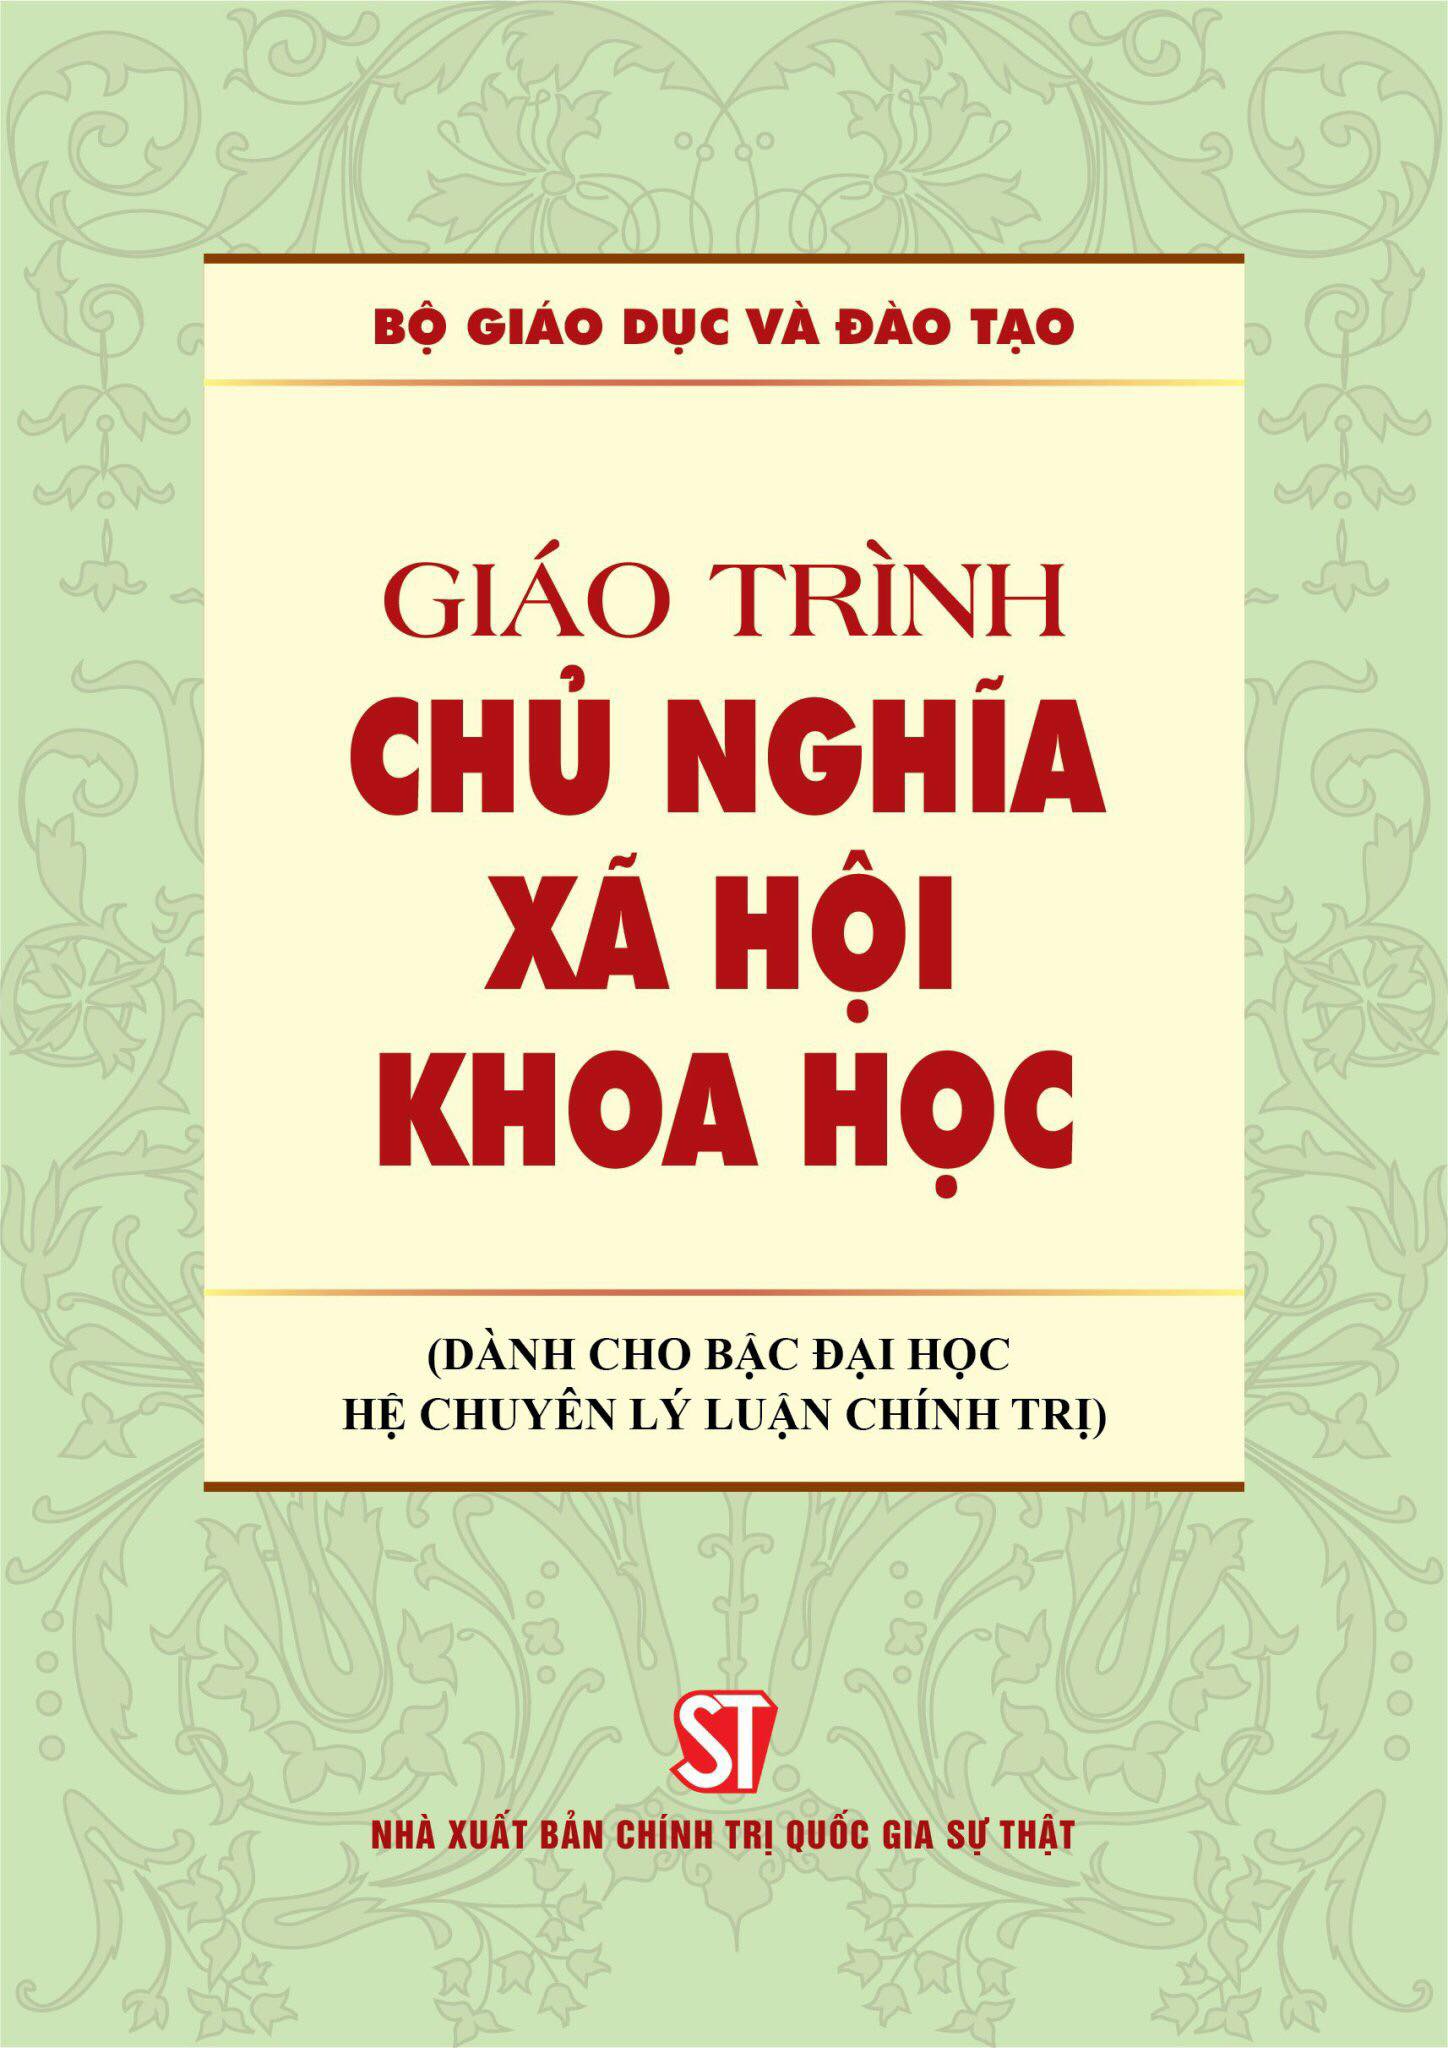 BỘ GIÁO DỤC VÀ ĐÀO TẠO
GIÁO TRÌNH
CHỦ NGHĨA
XÃ HỘI
KHOA HỌC
(DÀNH CHO BẬC ĐẠI HỌC
HỆ CHUYÊN LÝ LUẬN CHÍNH TRỊ)
ST
NHÀ XUẤT BẢN CHÍNH TRỊ QUỐC GIA SỰ THẬT